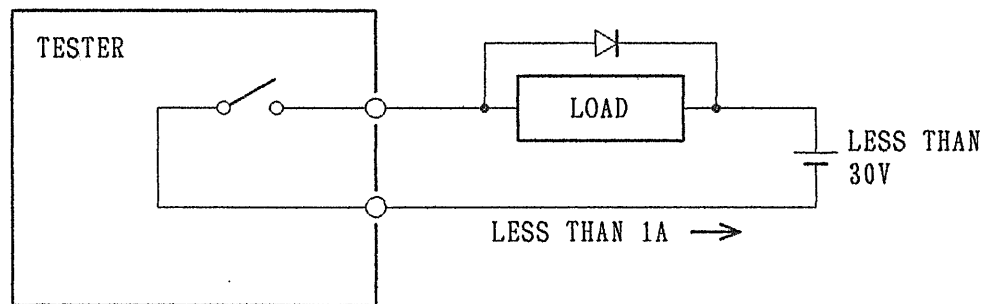 TESTER
LOAD
LESS THAN
30V
LESS THAN 1A